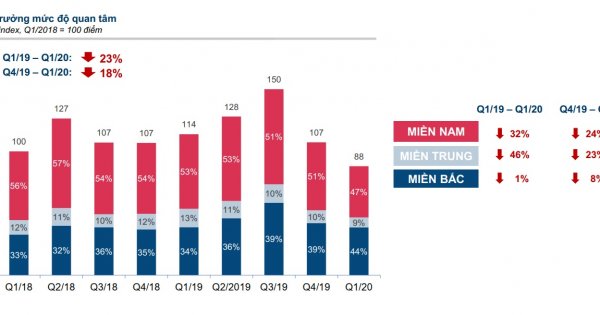 rưởng mức độ quan tâm
Index, Q1/2018 = 100 điểm
Q1/19 – Q1/20: 23%
Q4/19 – Q1/20: 18%
100 127 107 107 114 128 150 107 88
56% 57% 54% 54% 53% 53% 51% 51% 47%
12% 11% 10% 12% 13% 11% 10% 10% 9%
33% 32% 36% 35% 34% 36% 39% 39% 44%
Q1/18 Q2/18 Q3/18 Q4/18 Q1/19 Q2/2019 Q3/19 Q4/19 Q1/20
Q1/19 – Q1/20 Q4/19 – Q
MIỀN NAM 32% 24%
MIỀN TRUNG 46% 23%
MIỀN BẮC 1% 8%